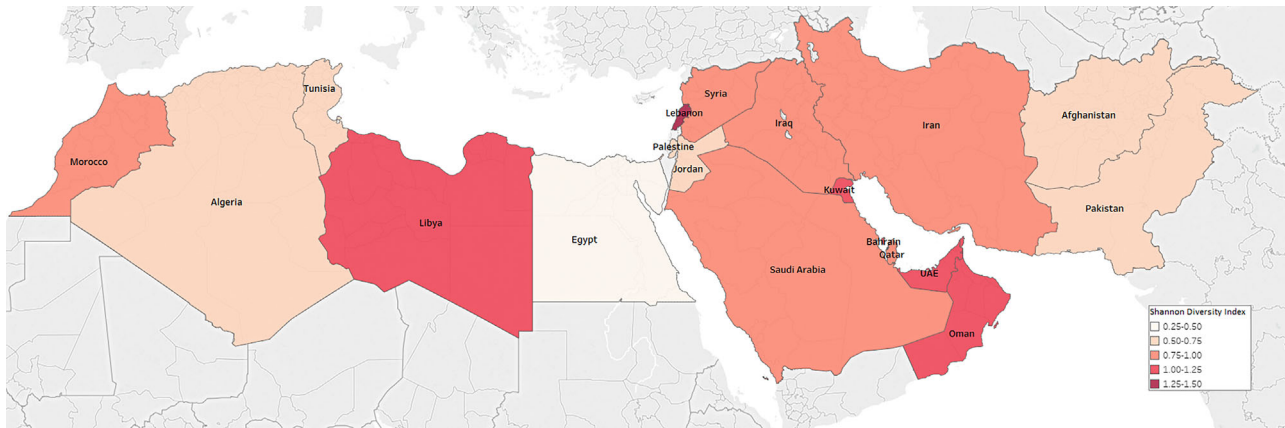 Tunisia
Morocco
Algeria
Libya
Egypt
Lebanon
Syria
Palestine
Jordan
Iraq
Iran
Kuwait
Bahrain
Qatar
Saudi Arabia
UAE
Oman
Afghanistan
Pakistan
Shannon Diversity Index
0.25-0.50
0.50-0.75
0.75-1.00
1.00-1.25
1.25-1.50